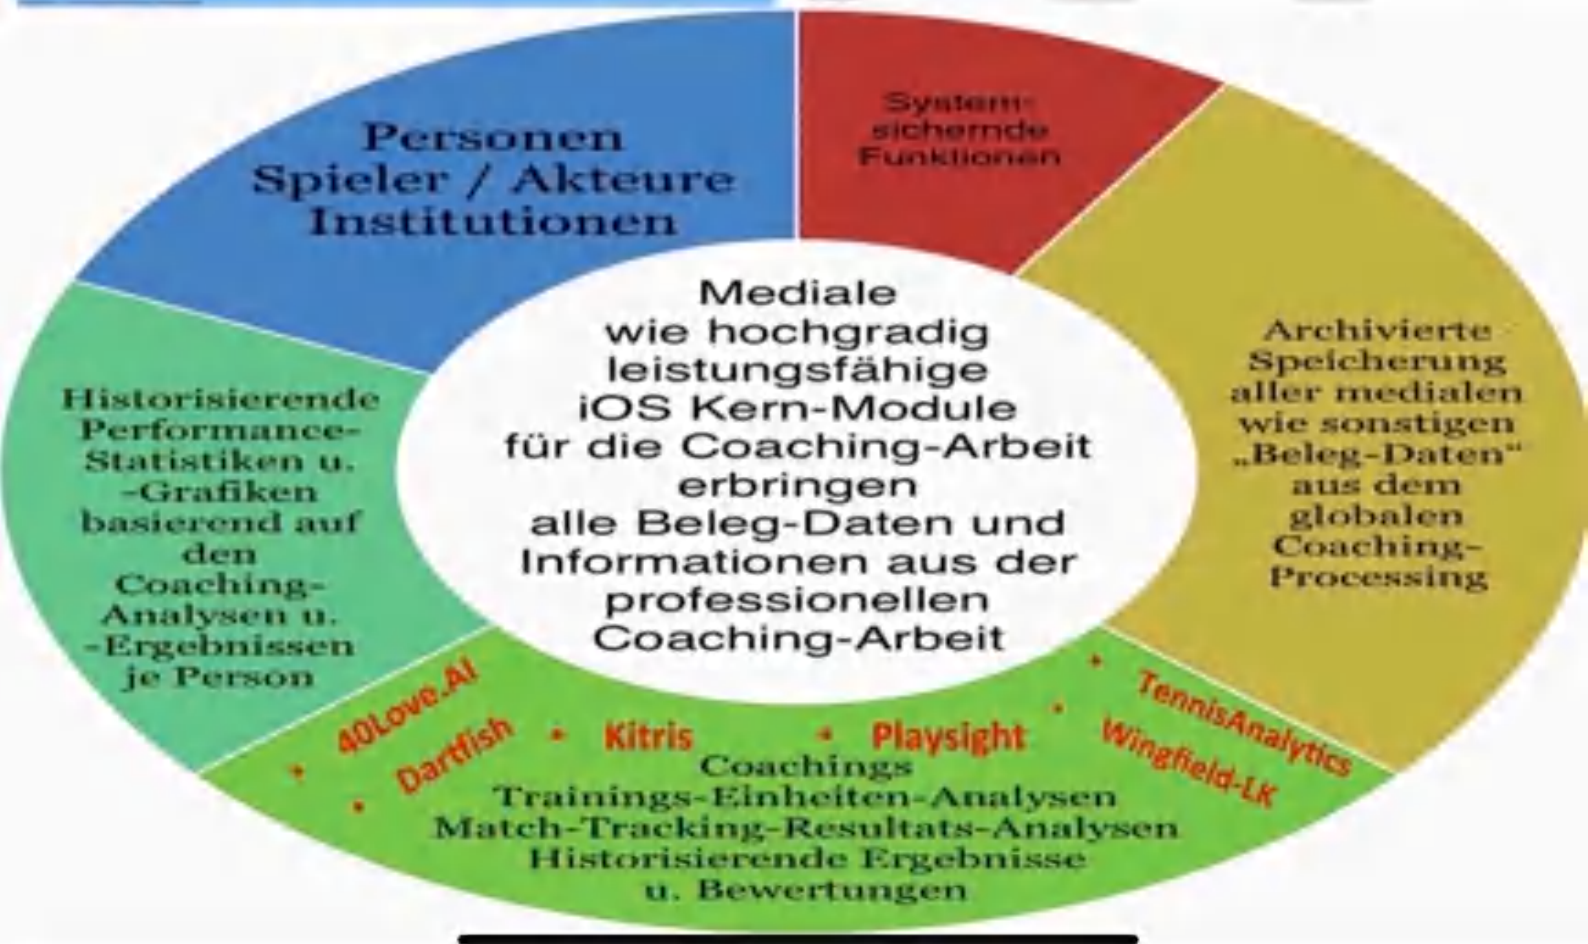 Personen
Spieler / Akteure
Institutionen
System-
sichernde
Funktionen
Archivierte
Speicherung
aller medialen
wie sonstigen
„Beleg-Daten“
aus dem
globalen
Coaching-
Processing
Mediale
wie hochgradig
leistungsfähige
iOS Kern-Module
für die Coaching-Arbeit
erbringen
alle Beleg-Daten und
Informationen aus der
professionellen
Coaching-Arbeit
Historisierende
Performance-
Statistiken u.
-Grafiken
basierend auf
den
Coaching-
Analysen u.
-Ergebnissen
je Person
• 40Love.AI
• Dartfish
• Kitris
• Playsight
• Wingfield-LK
• TennisAnalytics
Coachings
Trainings-Einheiten-Analysen
Match-Tracking-Resultats-Analysen
Historisierende Ergebnisse
u. Bewertungen